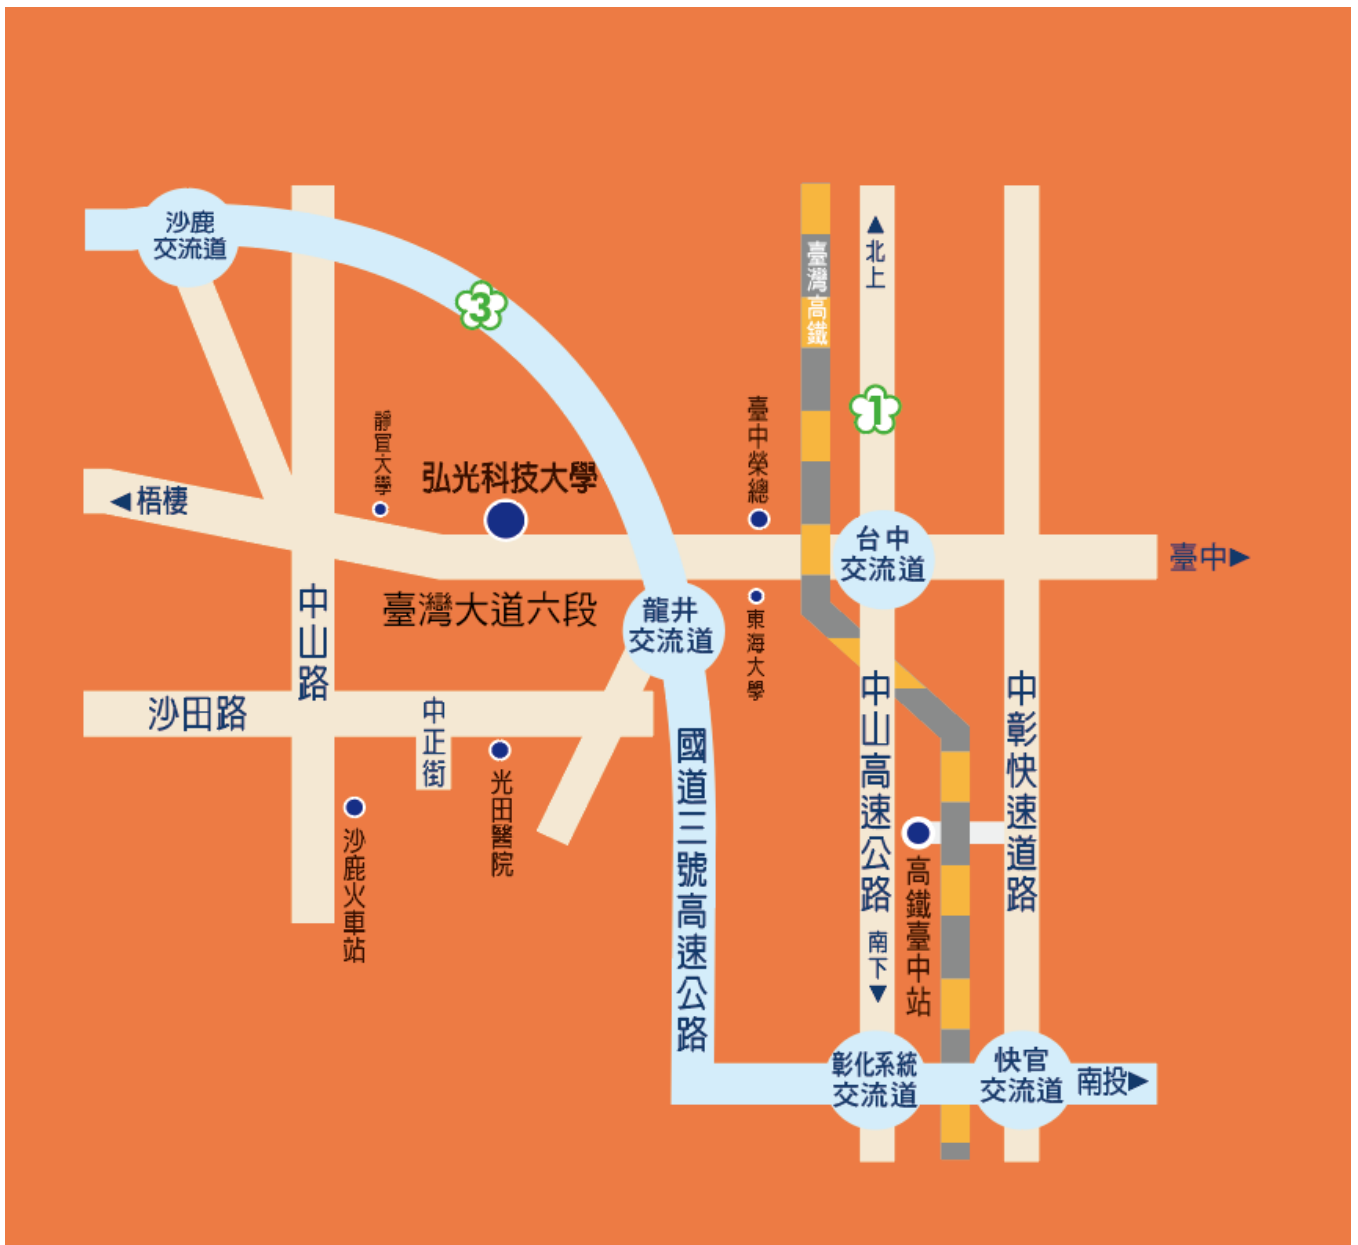 沙鹿
交流道
3
臺灣高鐵
▲
北上
1
臺中榮總
靜宜大學
弘光科技大學
◀梧棲
台中
交流道
臺中▶
臺灣大道六段
中山路
龍井
交流道
東海大學
沙田路
中正街
光田醫院
沙鹿火車站
國道三號高速公路
中山高速公路
南下
▼
高鐵臺中站
中彰快速道路
彰化系統
交流道
快官
交流道
南投▶